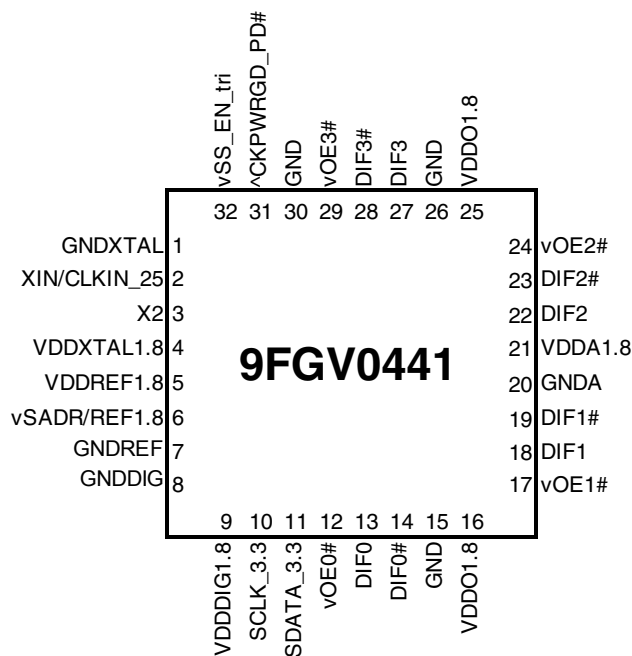 vSS_EN_tri
^CKPWRGD_PD#
GND
vOE3#
DIF3#
DIF3
GND
VDDO1.8
32 31 30 29 28 27 26 25
GNDXTAL 1
XIN/CLKIN_25 2
X2 3
VDDXTAL1.8 4
VDDREF1.8 5
vSADR/REF1.8 6
GNDREF 7
GNDDIG 8
9FGV0441
24 vOE2#
23 DIF2#
22 DIF2
21 VDDA1.8
20 GNDA
19 DIF1#
18 DIF1
17 vOE1#
9 10 11 12 13 14 15 16
VDDDIG1.8
SCLK_3.3
SDATA_3.3
vOE0#
DIF0
DIF0#
GND
VDDO1.8